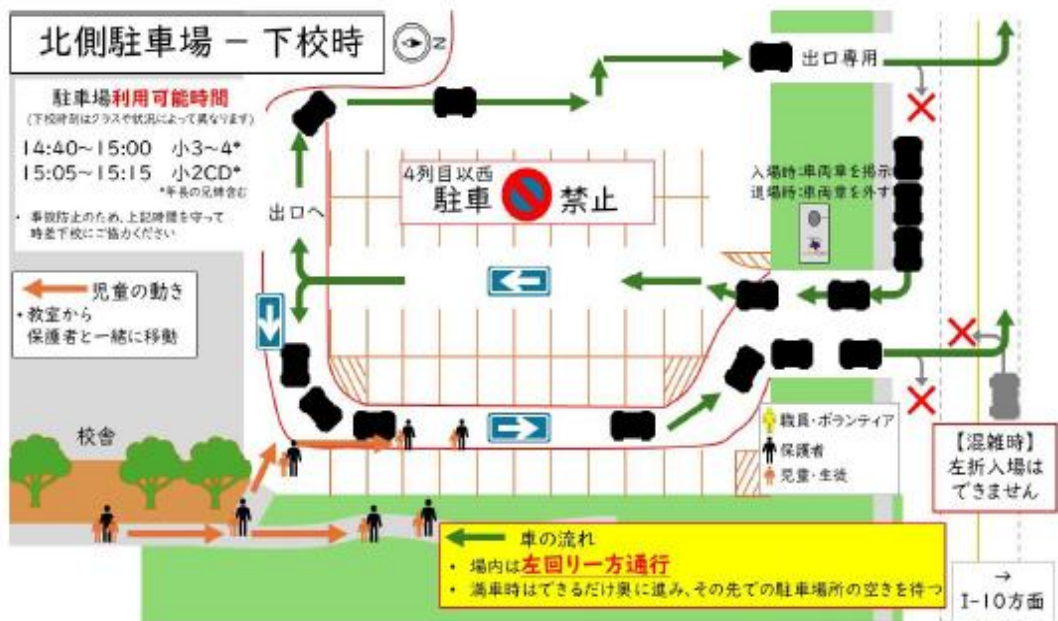 北側駐車場 – 下校時
N
駐車場利用可能時間
(下校時刻はクラスや状況によって異なります)
14:40~15:00 小3~4*
15:05~15:15 小2CD*
*年長の兄姉含む
• 事故防止のため、上記時間を守って
時差下校にご協力ください
児童の動き
• 教室から
保護者と一緒に移動
校舎
出口へ
4列目以西
駐車 禁止
出口専用
入場時:車両章を掲示
退場時:車両章を外す
職員・ボランティア
保護者
児童・生徒
【混雑時】
左折入場は
できません
車の流れ
• 場内は左回り一方通行
• 満車時はできるだけ奥に進み、その先での駐車場所の空きを待つ
→
I-10方面